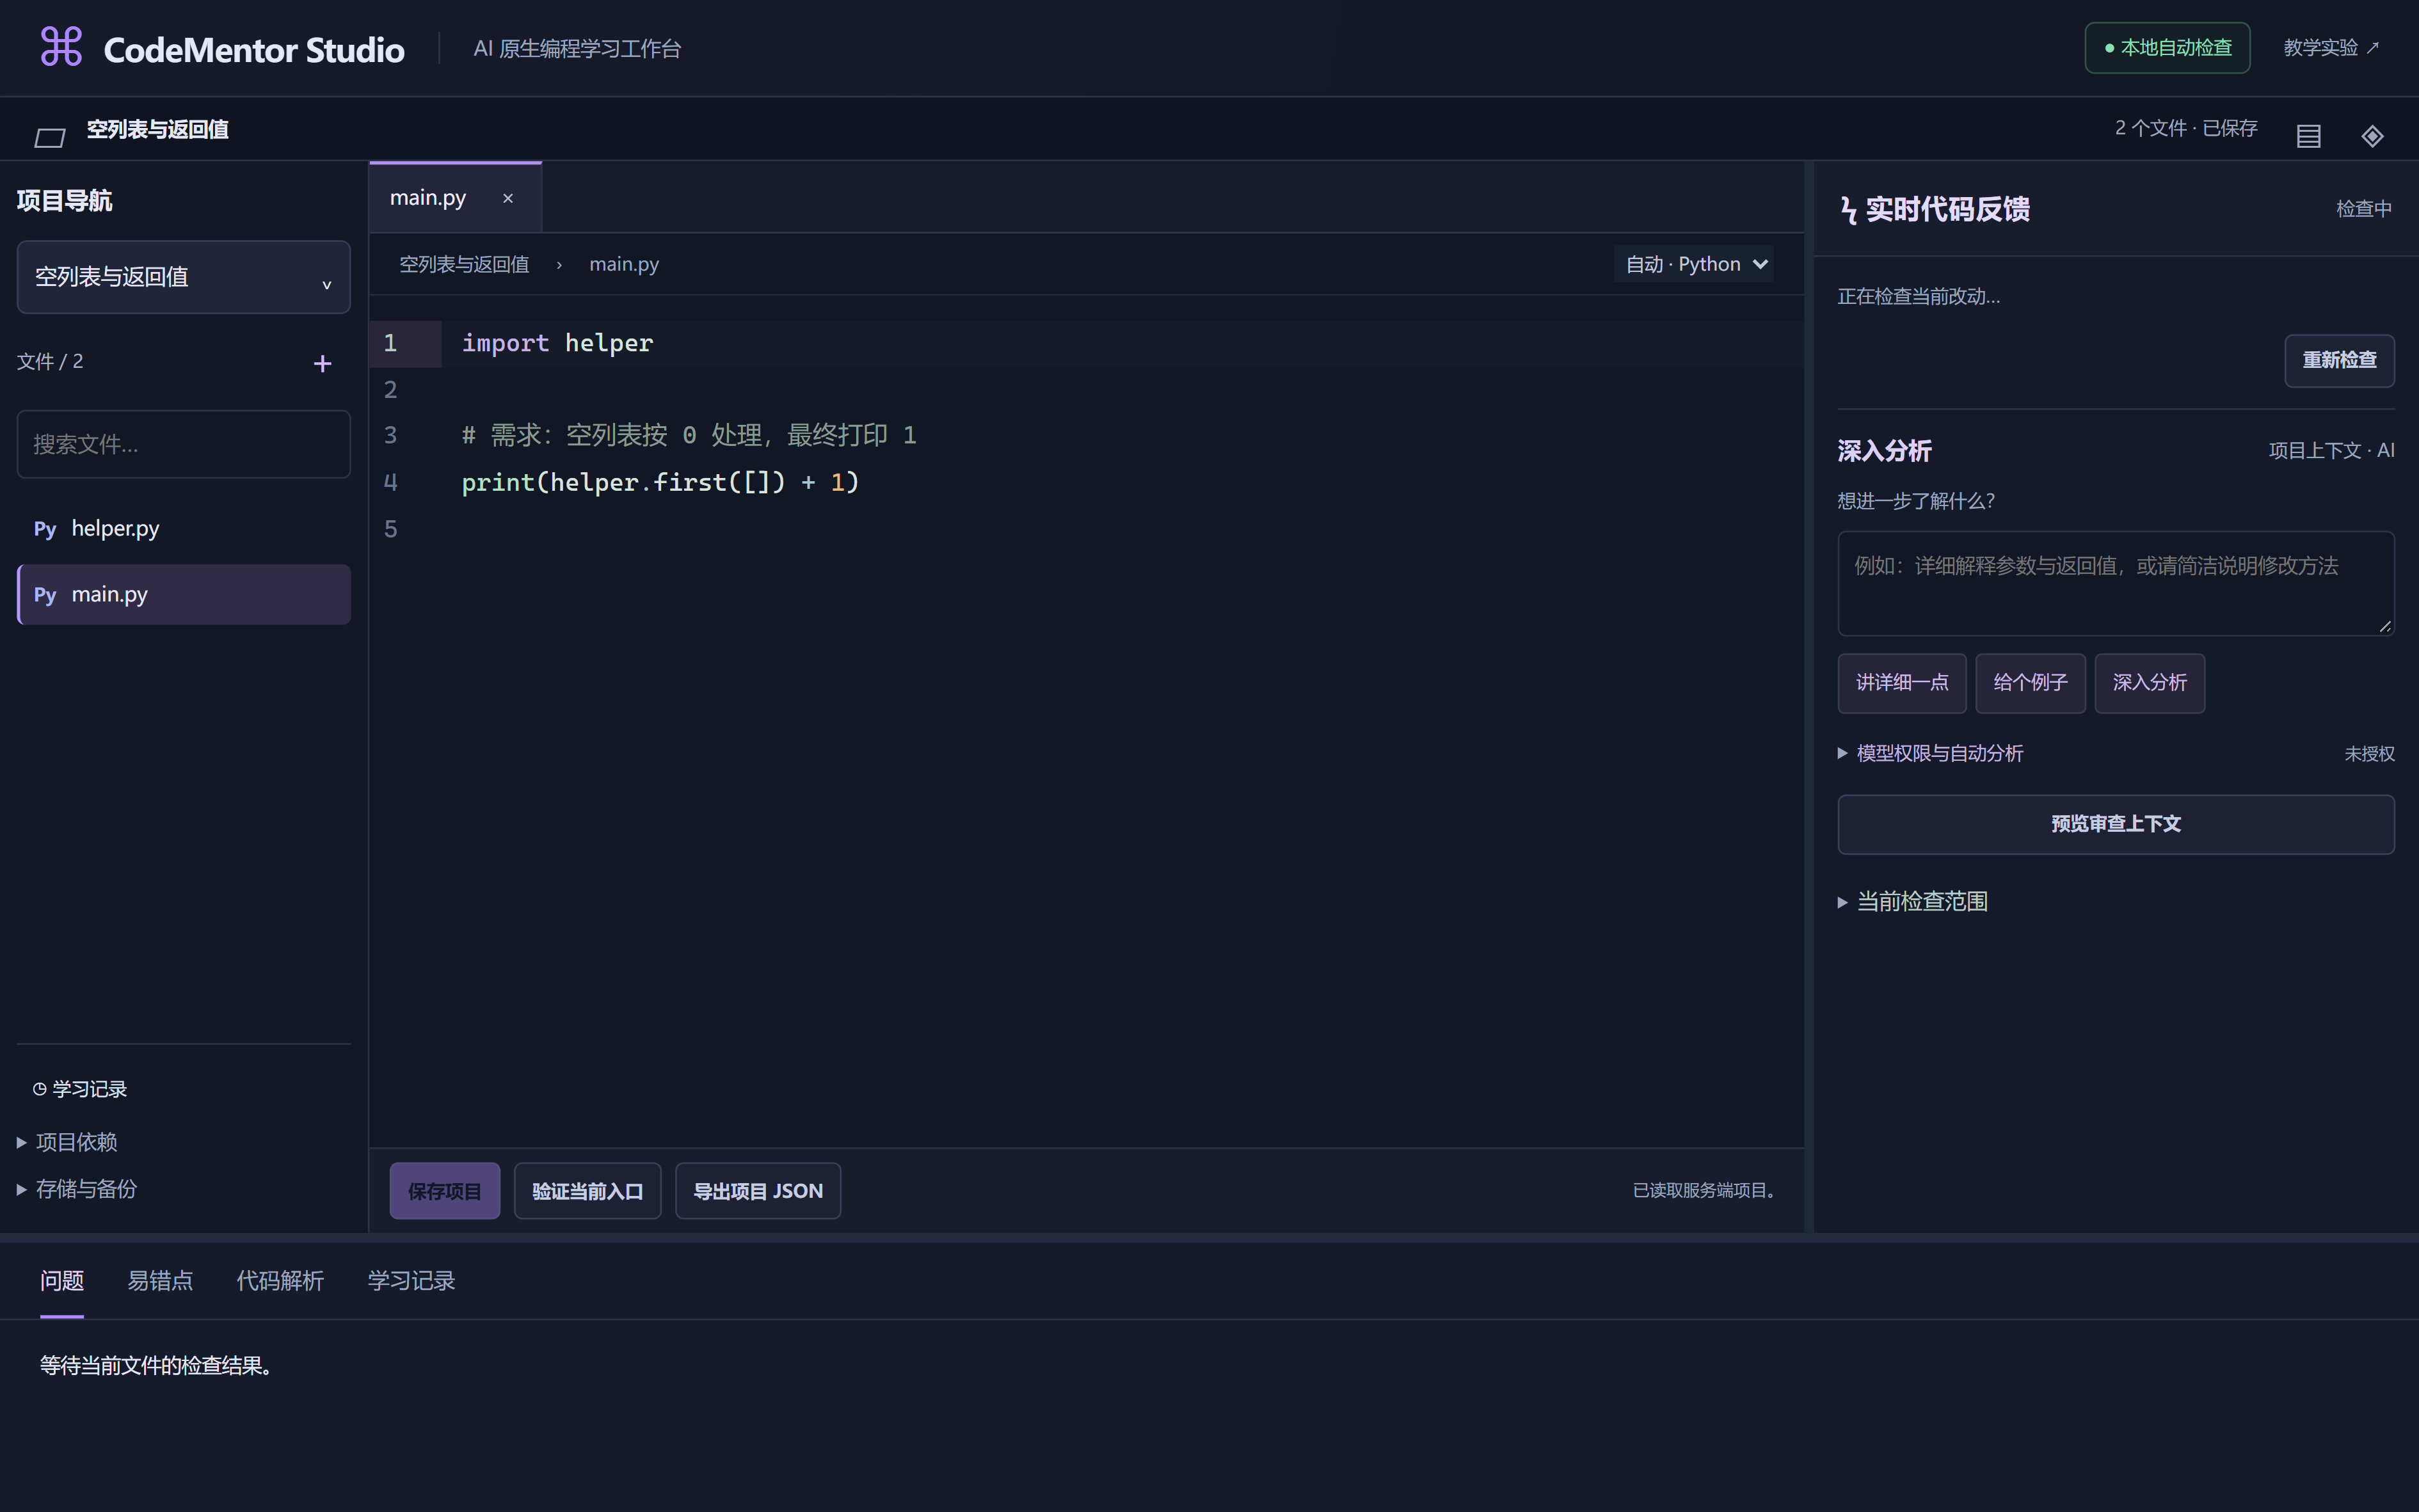 CodeMentor Studio
AI 原生编程学习工作台
本地自动检查
教学实验 ↗
空列表与返回值
2 个文件 · 已保存
项目导航
空列表与返回值
文件 / 2
+
搜索文件...
Py helper.py
Py main.py
学习记录
项目依赖
存储与备份
main.py ×
空列表与返回值 › main.py
自动 · Python
1 import helper
2
3 # 需求：空列表按 0 处理，最终打印 1
4 print(helper.first([]) + 1)
5
保存项目
验证当前入口
导出项目 JSON
已读取服务端项目。
实时代码反馈
检查中
正在检查当前改动...
重新检查
深入分析
项目上下文 · AI
想进一步了解什么？
例如：详细解释参数与返回值，或请简洁说明修改方法
讲详细一点
给个例子
深入分析
模型权限与自动分析
未授权
预览审查上下文
当前检查范围
问题
易错点
代码解析
学习记录
等待当前文件的检查结果。